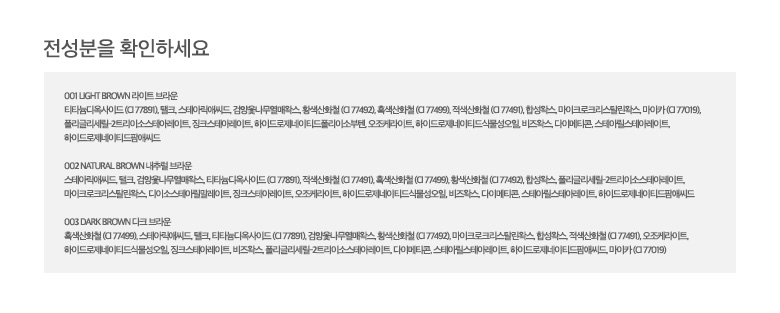 전성분을 확인하세요
001 LIGHT BROWN 라이트 브라운
티타늄디옥사이드 (CI 77891), 탤크, 스테아릭애씨드, 검양옻나무열매왁스, 황색산화철 (CI 77492), 흑색산화철 (CI 77499), 적색산화철 (CI 77491), 합성왁스, 마이크로크리스탈린왁스, 마이카 (CI 77019),
폴리글리세릴-2트리이소스테아레이트, 징크스테아레이트, 하이드로제네이티드폴리이소부텐, 오조케라이트, 하이드로제네이티드식물성오일, 비즈왁스, 다이메티콘, 스테아릴스테아레이트,
하이드로제네이티드팜애씨드
002 NATURAL BROWN 내추럴 브라운
스테아릭애씨드, 탤크, 검양옻나무열매왁스, 티타늄디옥사이드 (CI 77891), 적색산화철 (CI 77491), 흑색산화철 (CI 77499), 황색산화철 (CI 77492), 합성왁스, 폴리글리세릴-2트리이소스테아레이트,
마이크로크리스탈린왁스, 다이소스테아릴말레이트, 징크스테아레이트, 오조케라이트, 하이드로제네이티드식물성오일, 비즈왁스, 다이메티콘, 스테아릴스테아레이트, 하이드로제네이티드팜애씨드
003 DARK BROWN 다크 브라운
흑색산화철 (CI 77499), 스테아릭애씨드, 탤크, 티타늄디옥사이드 (CI 77891), 검양옻나무열매왁스, 황색산화철 (CI 77492), 마이크로크리스탈린왁스, 합성왁스, 적색산화철 (CI 77491), 오조케라이트,
하이드로제네이티드식물성오일, 징크스테아레이트, 비즈왁스, 폴리글리세릴-2트리이소스테아레이트, 다이메티콘, 스테아릴스테아레이트, 하이드로제네이티드팜애씨드, 마이카 (CI 77019)